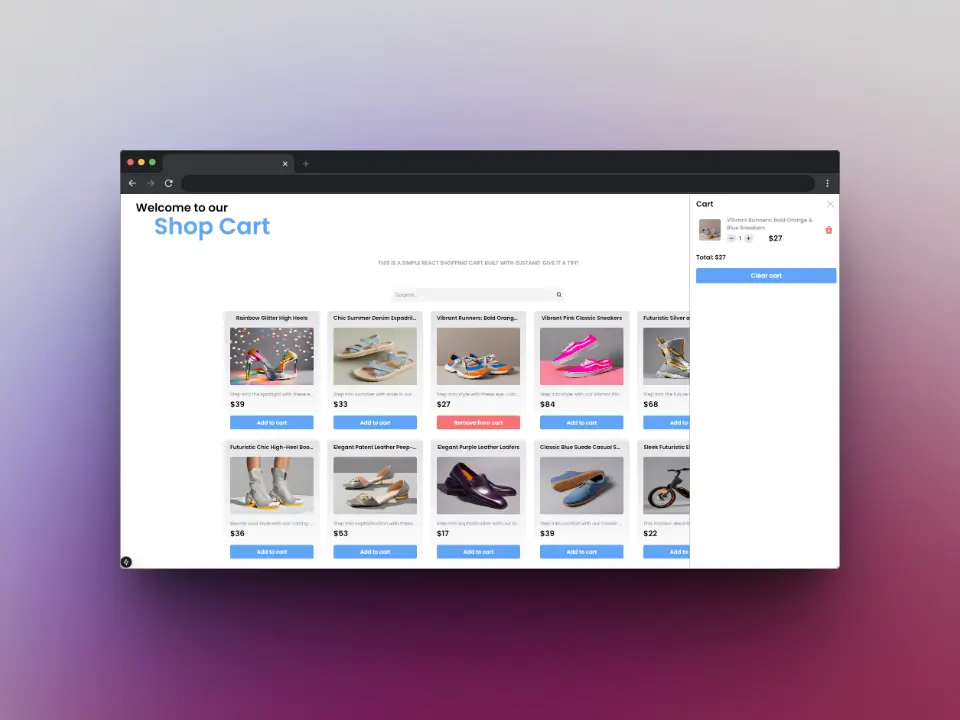 Welcome to our
Shop Cart
THIS IS A SIMPLE REACT SHOPPING CART BUILT WITH ZUSTAND. GIVE IT A TRY!
Search...
Rainbow Glitter High Heels
Step into the spotlight with these e...
$39
Add to cart
Chic Summer Denim Espadril...
Step into summer with style in our...
$33
Add to cart
Vibrant Runners: Bold Orang...
Step into style with these eye-catc...
$27
Remove from cart
Vibrant Pink Classic Sneakers
Step into style with our Vibrant Pin...
$84
Add to cart
Futuristic Silver a
Step into the future
$68
Add to
Futuristic Chic High-Heel Boo...
Elevate your style with our cutting-...
$36
Add to cart
Elegant Patent Leather Peep-...
Step into sophistication with these...
$53
Add to cart
Elegant Purple Leather Loafers
Step into sophistication with our
$17
Add to cart
Classic Blue Suede Casual S...
Step into comfort with our Classic...
$39
Add to cart
Sleek Futuristic El
This modern electri
$22
Add to
Cart
Vibrant Runners: Bold Orange &
Blue Sneakers
1
$27
Total: $27
Clear cart